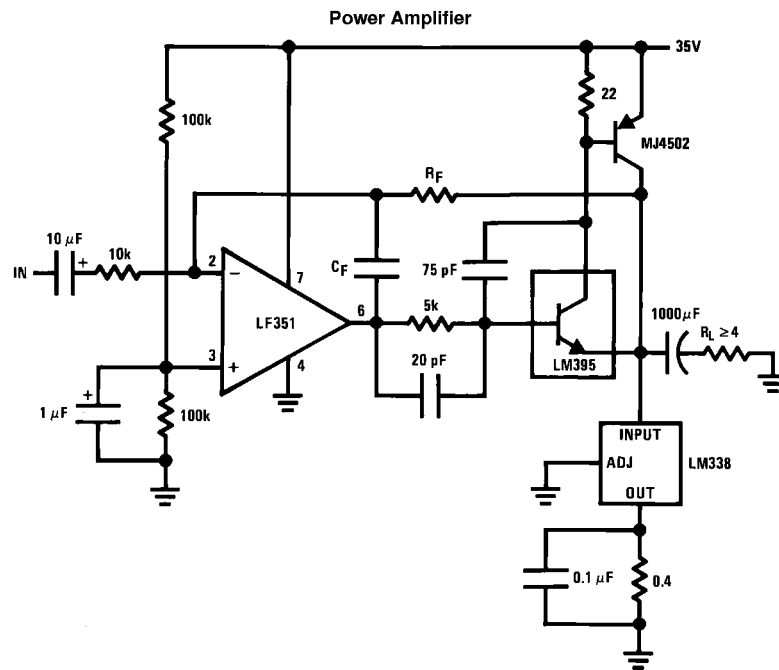 Power Amplifier
35V
100k
22
MJ4502
R_F
10 μF
+
IN
10k
2
−
7
C_F
75 pF
LF351
6
5k
1000μF
R_L ≥4
3
+
4
LM395
20 pF
+
1 μF
100k
INPUT
ADJ
LM338
OUT
0.1 μF
0.4